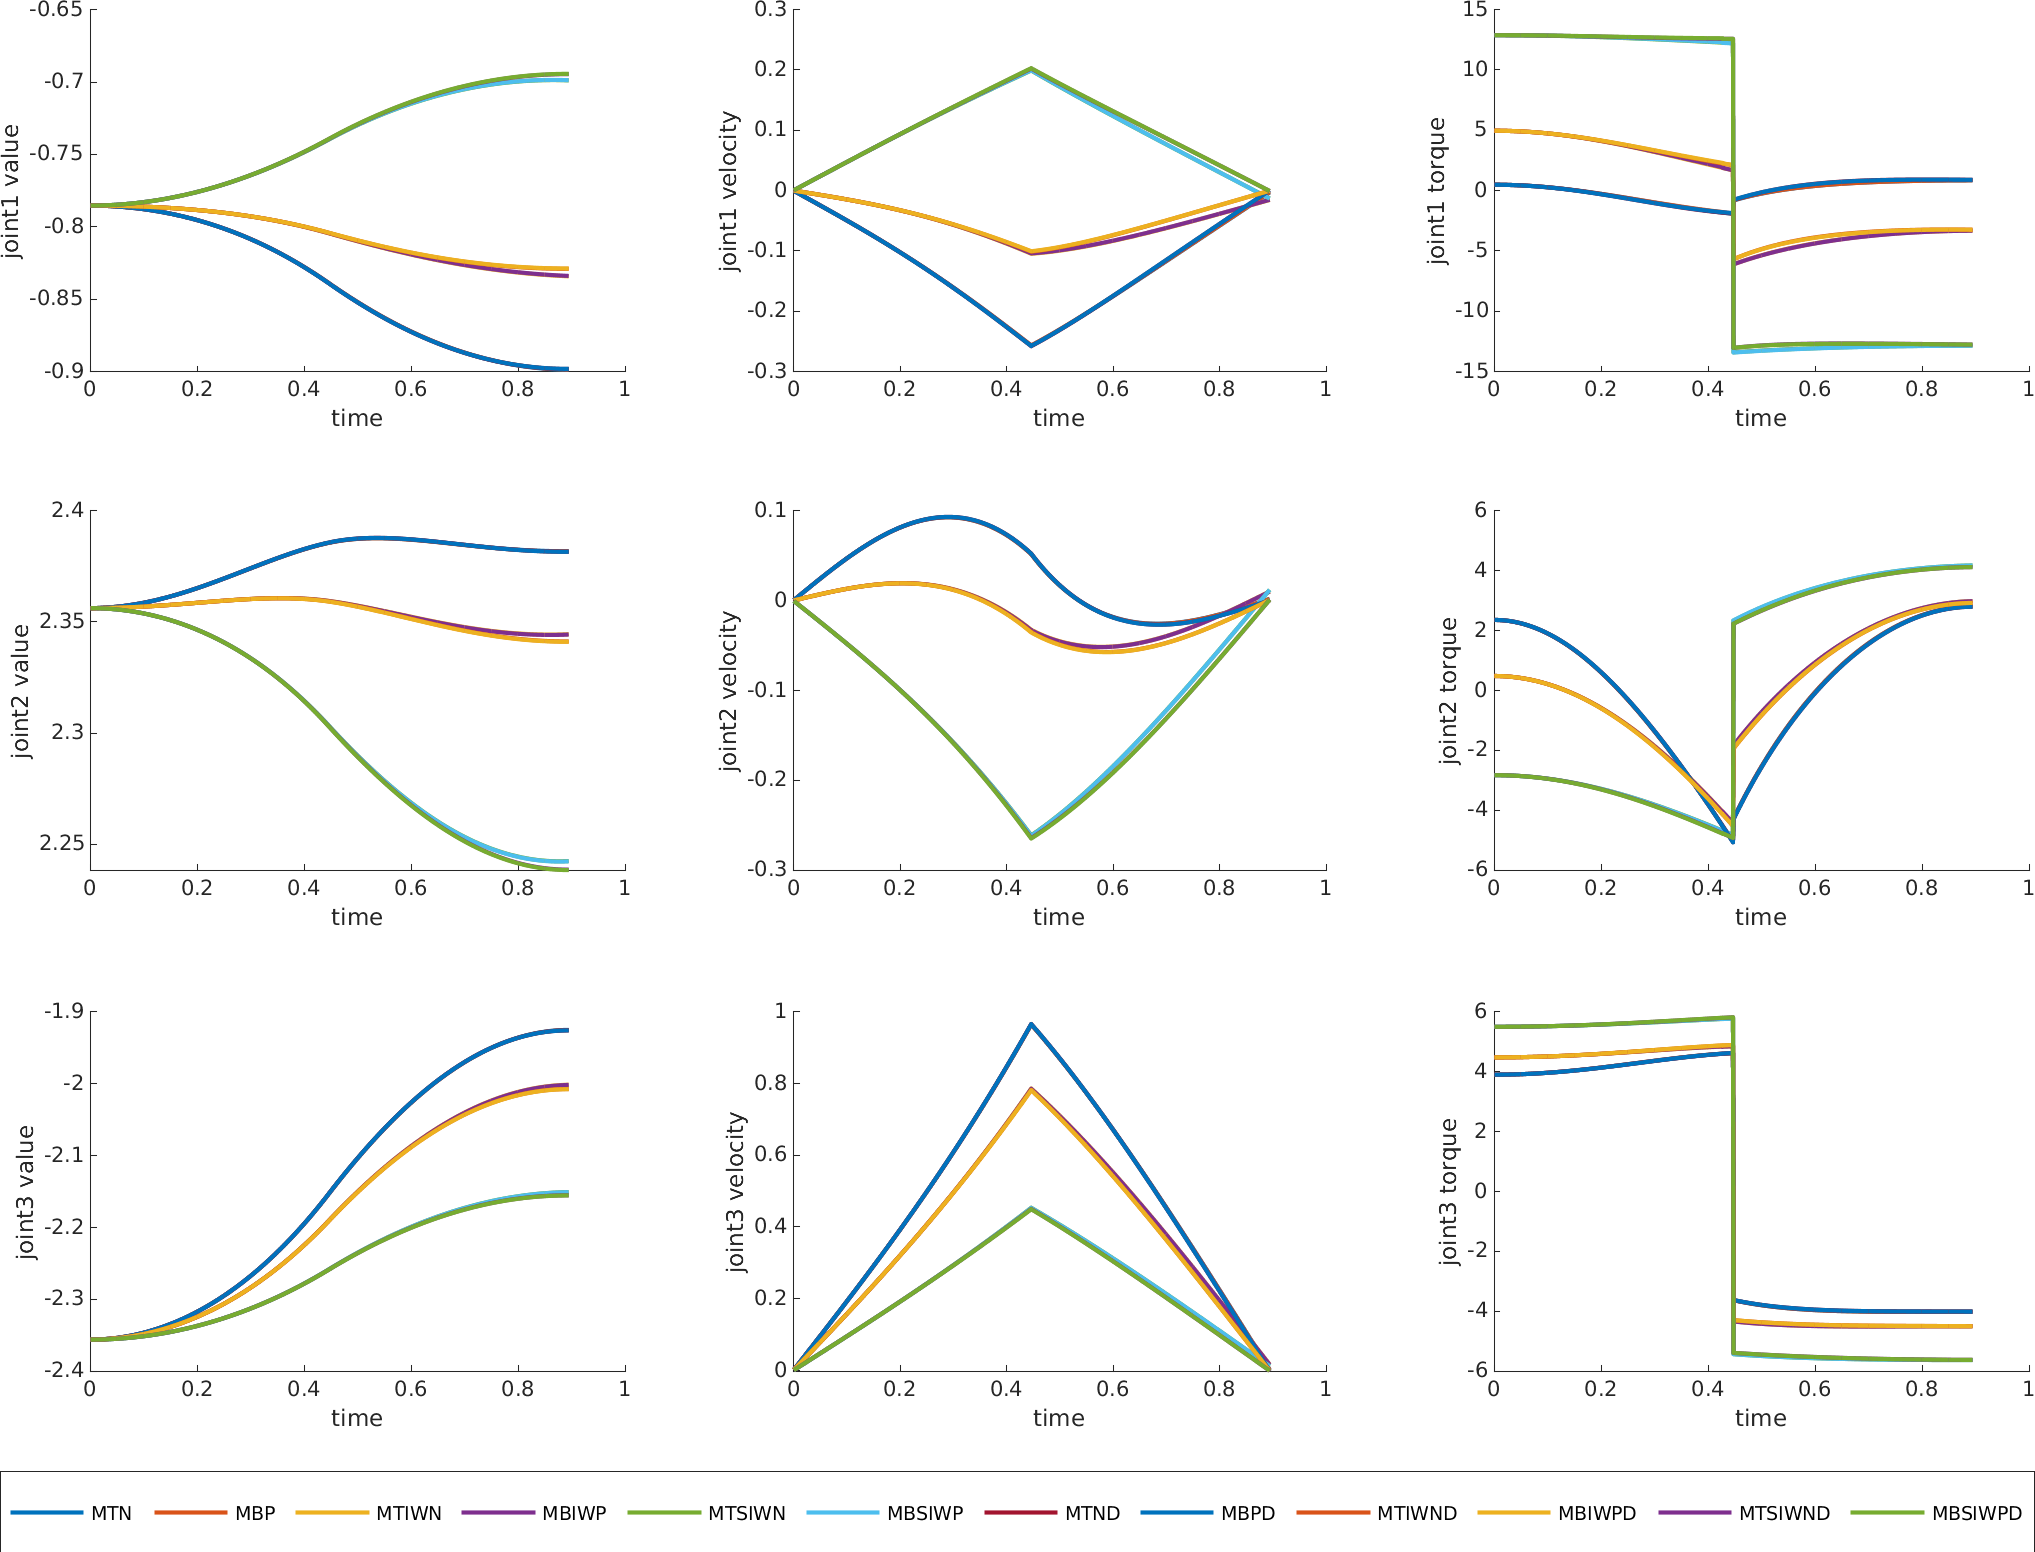 -0.65
-0.7
-0.75
-0.8
-0.85
-0.9
joint1 value
0 0.2 0.4 0.6 0.8 1
time
0.3
0.2
0.1
0
-0.1
-0.2
-0.3
joint1 velocity
0 0.2 0.4 0.6 0.8 1
time
15
10
5
0
-5
-10
-15
joint1 torque
0 0.2 0.4 0.6 0.8 1
time
2.4
2.35
2.3
2.25
joint2 value
0 0.2 0.4 0.6 0.8 1
time
0.1
0
-0.1
-0.2
-0.3
joint2 velocity
0 0.2 0.4 0.6 0.8 1
time
6
4
2
0
-2
-4
-6
joint2 torque
0 0.2 0.4 0.6 0.8 1
time
-1.9
-2
-2.1
-2.2
-2.3
-2.4
joint3 value
0 0.2 0.4 0.6 0.8 1
time
1
0.8
0.6
0.4
0.2
0
joint3 velocity
0 0.2 0.4 0.6 0.8 1
time
6
4
2
0
-2
-4
-6
joint3 torque
0 0.2 0.4 0.6 0.8 1
time
MTN MBP MTIWN MBIWP MTSIWN MBSIWP MTND MBPD MTIWND MBIWPD MTSIWND MBSIWPD